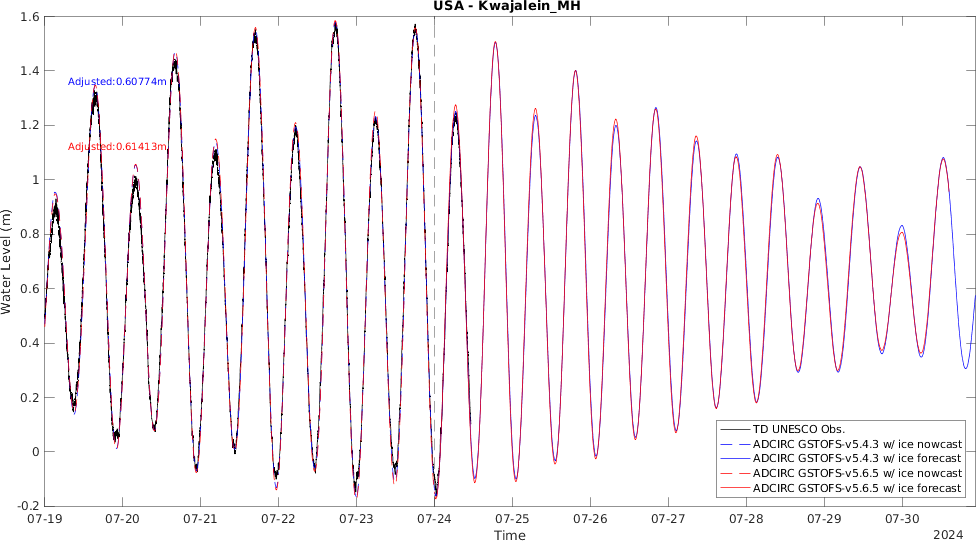 USA - Kwajalein_MH
1.6
1.4
1.2
1
0.8
0.6
0.4
0.2
0
-0.2
Water Level (m)
Adjusted:0.60774m
Adjusted:0.61413m
TD UNESCO Obs.
ADCIRC GSTOFS-v5.4.3 w/ ice nowcast
ADCIRC GSTOFS-v5.4.3 w/ ice forecast
ADCIRC GSTOFS-v5.6.5 w/ ice nowcast
ADCIRC GSTOFS-v5.6.5 w/ ice forecast
07-19 07-20 07-21 07-22 07-23 07-24 07-25 07-26 07-27 07-28 07-29 07-30
Time
2024